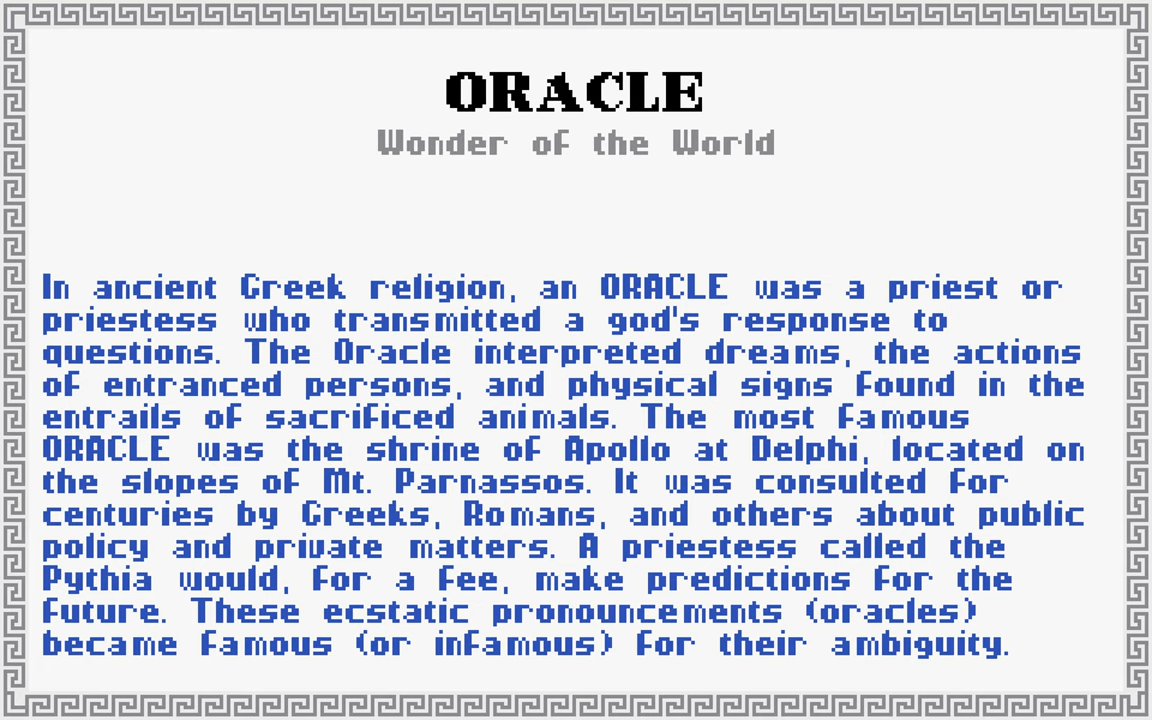 ORACLE
Wonder of the World
In ancient Greek religion, an ORACLE was a priest or
priestess who transmitted a god's response to
questions. The Oracle interpreted dreams, the actions
of entranced persons, and physical signs found in the
entrails of sacrificed animals. The most famous
ORACLE was the shrine of Apollo at Delphi, located on
the slopes of Mt. Parnassos. It was consulted for
centuries by Greeks, Romans, and others about public
policy and private matters. A priestess called the
Pythia would, for a fee, make predictions for the
future. These ecstatic pronouncements (oracles)
became famous (or infamous) for their ambiguity.